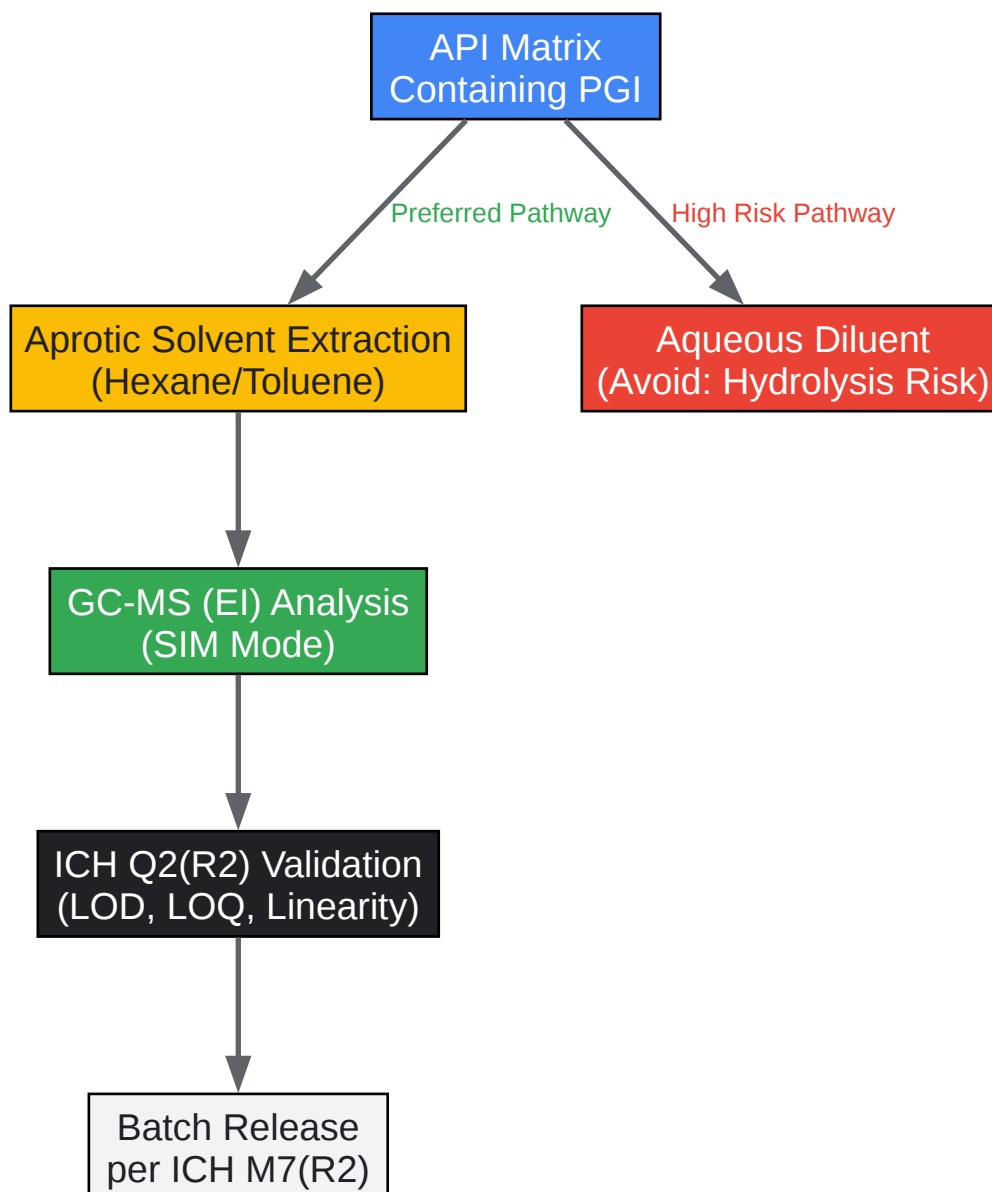 API Matrix
Containing PGI
Preferred Pathway
High Risk Pathway
Aprotic Solvent Extraction
(Hexane/Toluene)
Aqueous Diluent
(Avoid: Hydrolysis Risk)
GC-MS (EI) Analysis
(SIM Mode)
ICH Q2(R2) Validation
(LOD, LOQ, Linearity)
Batch Release
per ICH M7(R2)